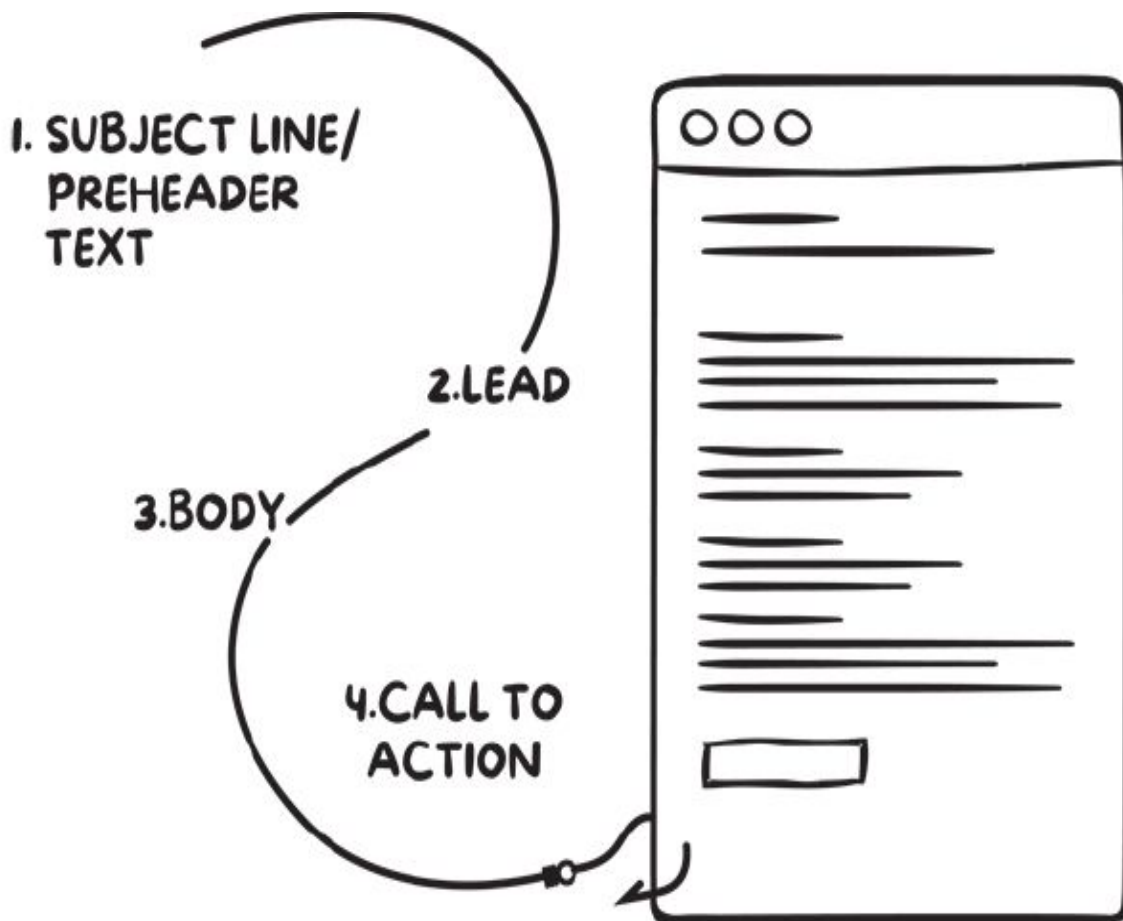 1. SUBJECT LINE/
PREHEADER
TEXT
2.LEAD
3.BODY
4.CALL TO
ACTION